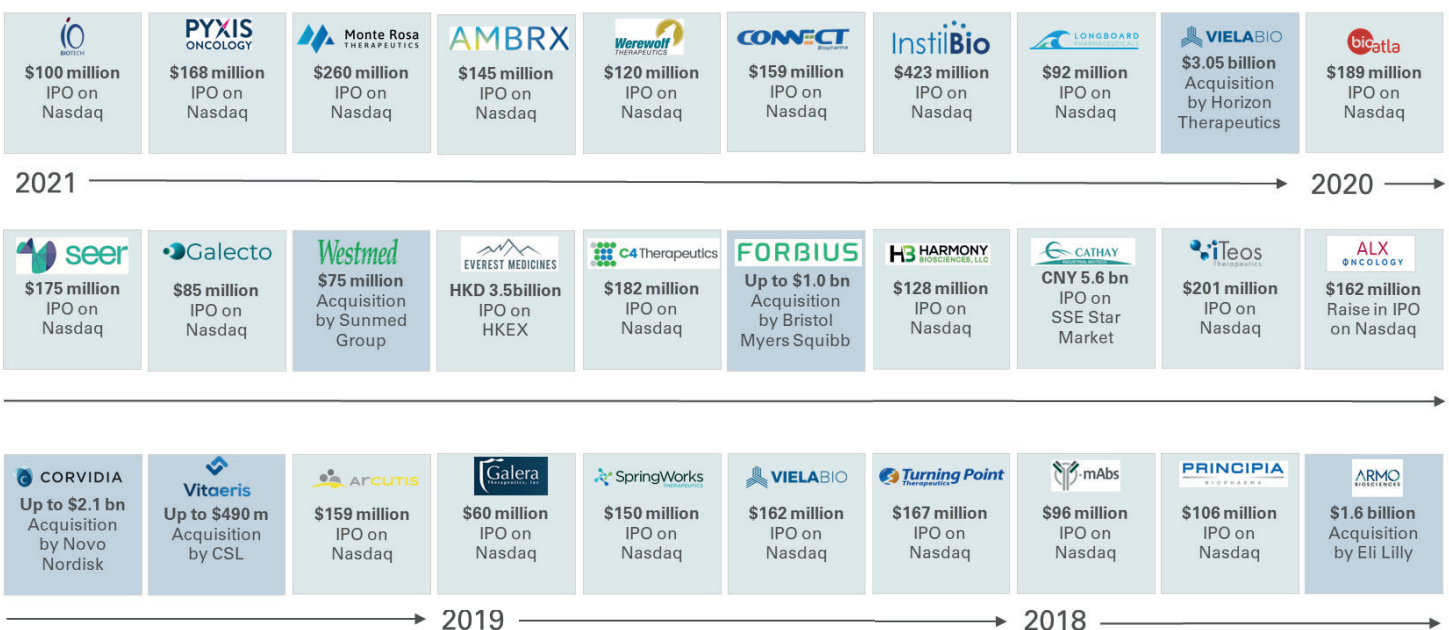 iO
BIOTECH
$100 million
IPO on
Nasdaq
PYXIS
ONCOLOGY
$168 million
IPO on
Nasdaq
Monte Rosa
THERAPEUTICS
$260 million
IPO on
Nasdaq
AMBRX
$145 million
IPO on
Nasdaq
Werewolf
THERAPEUTICS
$120 million
IPO on
Nasdaq
CONNECT
Biopharma
$159 million
IPO on
Nasdaq
InstilBio
$423 million
IPO on
Nasdaq
LONGBOARD
PHARMACEUTICALS
$92 million
IPO on
Nasdaq
VIELABIO
$3.05 billion
Acquisition
by Horizon
Therapeutics
bioatla
$189 million
IPO on
Nasdaq
2021
2020
seer
$175 million
IPO on
Nasdaq
Galecto
$85 million
IPO on
Nasdaq
Westmed
$75 million
Acquisition
by Sunmed
Group
EVEREST MEDICINES
HKD 3.5billion
IPO on
HKEX
C4 Therapeutics
$182 million
IPO on
Nasdaq
FORBIUS
Up to $1.0 bn
Acquisition
by Bristol
Myers Squibb
HB HARMONY
BIOSCIENCES, LLC
$128 million
IPO on
Nasdaq
CATHAY
INDUSTRIAL BIOTECH
CNY 5.6 bn
IPO on
SSE Star
Market
iTeos
Therapeutics
$201 million
IPO on
Nasdaq
ALX
ONCOLOGY
$162 million
Raise in IPO
on Nasdaq
CORVIDIA
Up to $2.1 bn
Acquisition
by Novo
Nordisk
Vitaeris
Up to $490 m
Acquisition
by CSL
ARCUTIS
$159 million
IPO on
Nasdaq
Galera
Therapeutics, Inc
$60 million
IPO on
Nasdaq
SpringWorks
THERAPEUTICS
$150 million
IPO on
Nasdaq
VIELABIO
$162 million
IPO on
Nasdaq
Turning Point
Therapeutics
$167 million
IPO on
Nasdaq
Y-mAbs
$96 million
IPO on
Nasdaq
PRINCIPIA
BIOPHARMA
$106 million
IPO on
Nasdaq
ARMO
BIOSCIENCES
$1.6 billion
Acquisition
by Eli Lilly
2019
2018